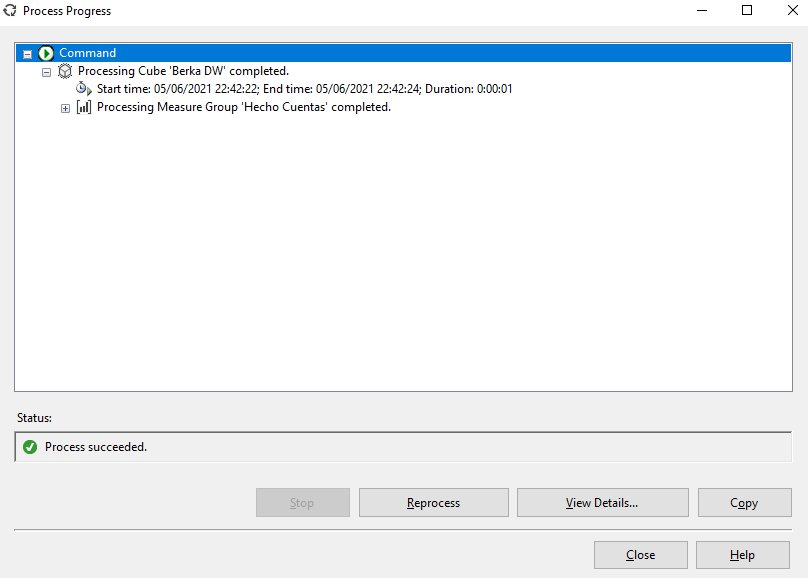 Process Progress
Command
Processing Cube 'Berka DW' completed.
Start time: 05/06/2021 22:42:22; End time: 05/06/2021 22:42:24; Duration: 0:00:01
Processing Measure Group 'Hecho Cuentas' completed.
Status:
Process succeeded.
Stop Reprocess View Details... Copy
Close Help